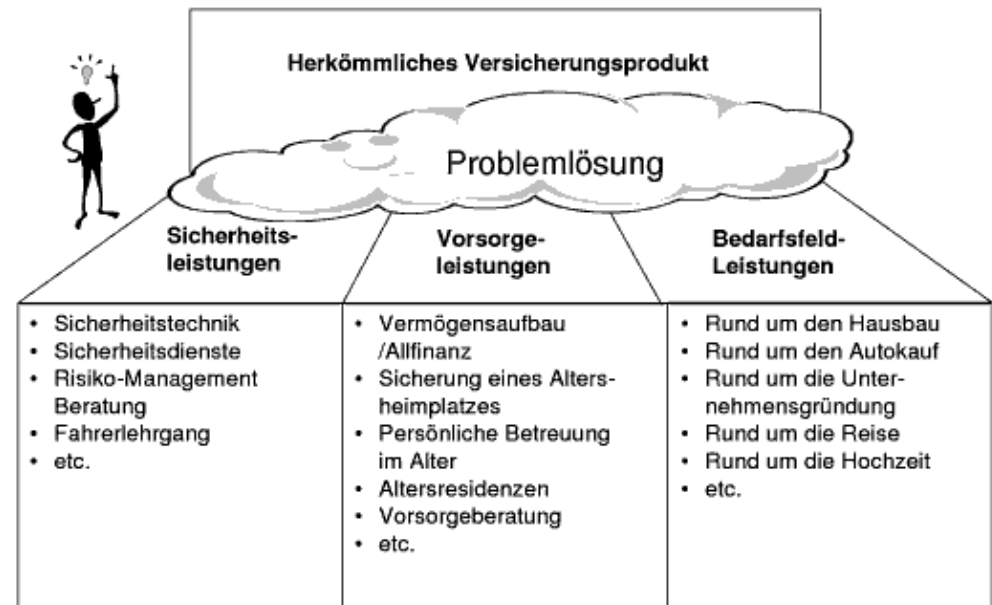 Herkömmliches Versicherungsprodukt
Problemlösung
Sicherheits-
leistungen
Vorsorge-
leistungen
Bedarfsfeld-
Leistungen
• Sicherheitstechnik
• Sicherheitsdienste
• Risiko-Management
Beratung
• Fahrerlehrgang
• etc.
• Vermögensaufbau
/Allfinanz
• Sicherung eines Alters-
heimplatzes
• Persönliche Betreuung
im Alter
• Altersresidenzen
• Vorsorgeberatung
• etc.
• Rund um den Hausbau
• Rund um den Autokauf
• Rund um die Unter-
nehmensgründung
• Rund um die Reise
• Rund um die Hochzeit
• etc.